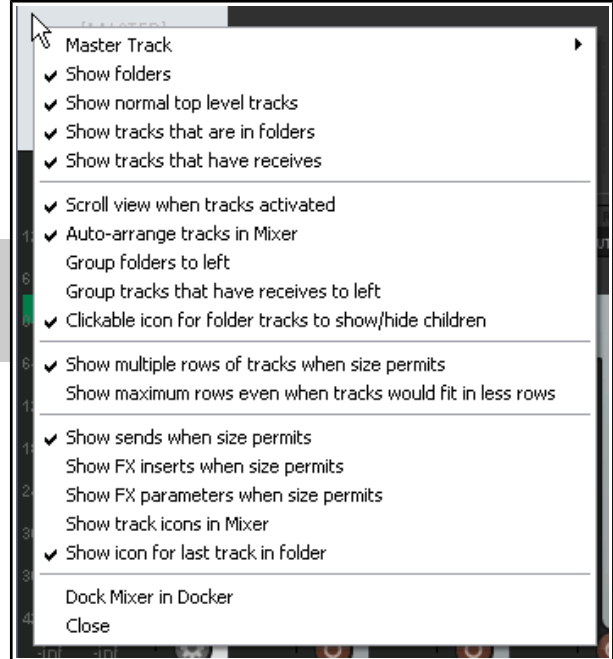 [MASTER]
Master Track
Show folders
Show normal top level tracks
Show tracks that are in folders
Show tracks that have receives
Scroll view when tracks activated
Auto-arrange tracks in Mixer
Group folders to left
Group tracks that have receives to left
Clickable icon for folder tracks to show/hide children
Show multiple rows of tracks when size permits
Show maximum rows even when tracks would fit in less rows
Show sends when size permits
Show FX inserts when size permits
Show FX parameters when size permits
Show track icons in Mixer
Show icon for last track in folder
Dock Mixer in Docker
Close
-inf -inf